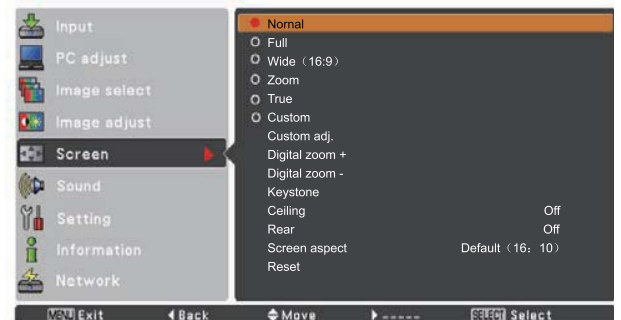 Input
PC adjust
Image select
Image adjust
Screen
Sound
Setting
Information
Network
Nornal
Full
Wide（16:9）
Zoom
True
Custom
Custom adj.
Digital zoom +
Digital zoom -
Keystone
Ceiling Off
Rear Off
Screen aspect Default（16：10）
Reset
MENU Exit Back Move ----- SELECT Select